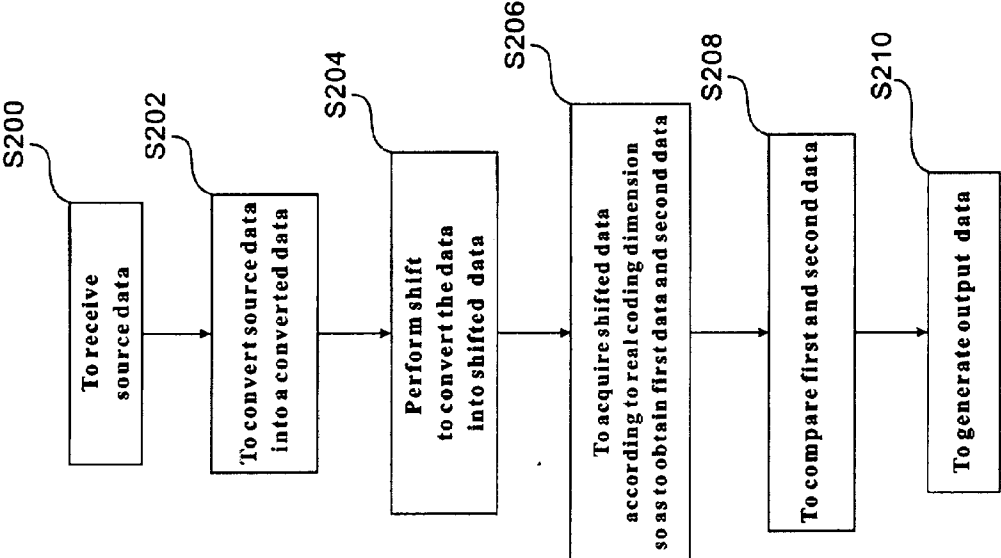 S200
To receive
source data
S202
To convert source data
into a converted data
S204
Perform shift
to convert the data
into shifted data
S206
To acquire shifted data
according to real coding dimension
so as to obtain first data and second data
S208
To compare first and second data
S210
To generate output data